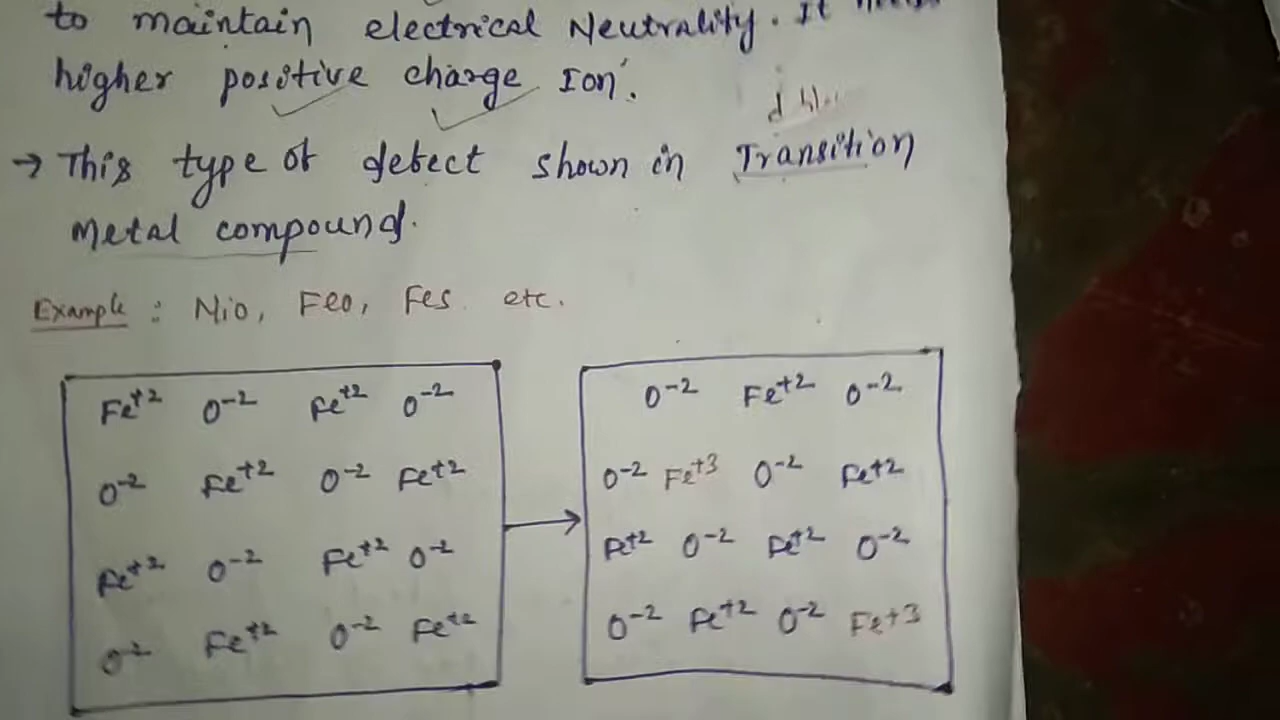 to maintain electrical Neutrality. It
higher positive charge Ion.
→ This type of defect shown in Transition
Metal compound.
Example : Nio, Feo, Fes etc.
Fe+2 O-2 Fe+2 O-2
O-2 Fe+2 O-2 Fe+2
Fe+2 O-2 Fe+2 O-2
O-2 Fe+2 O-2 Fe+2
O-2 Fe+2 O-2
O-2 Fe+3 O-2 Fe+2
Fe+2 O-2 Fe+2 O-2
O-2 Fe+2 O-2 Fe+3